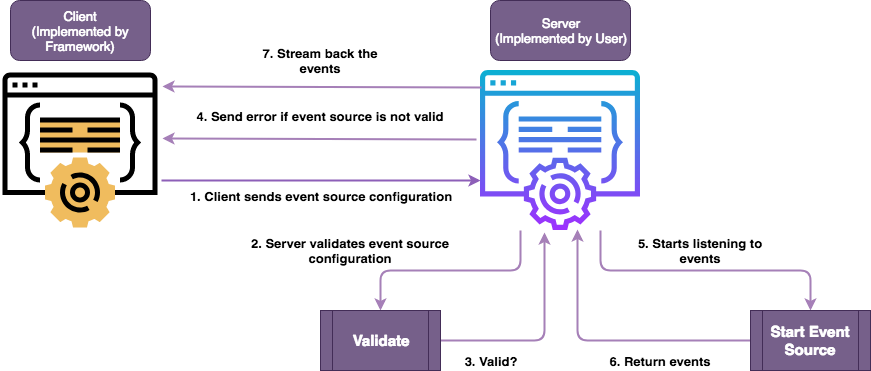 Client
(Implemented by
Framework)
Server
(Implemented by User)
7. Stream back the
events
4. Send error if event source is not valid
1. Client sends event source configuration
2. Server validates event source
configuration
5. Starts listening to
events
Validate
Start Event
Source
3. Valid?
6. Return events